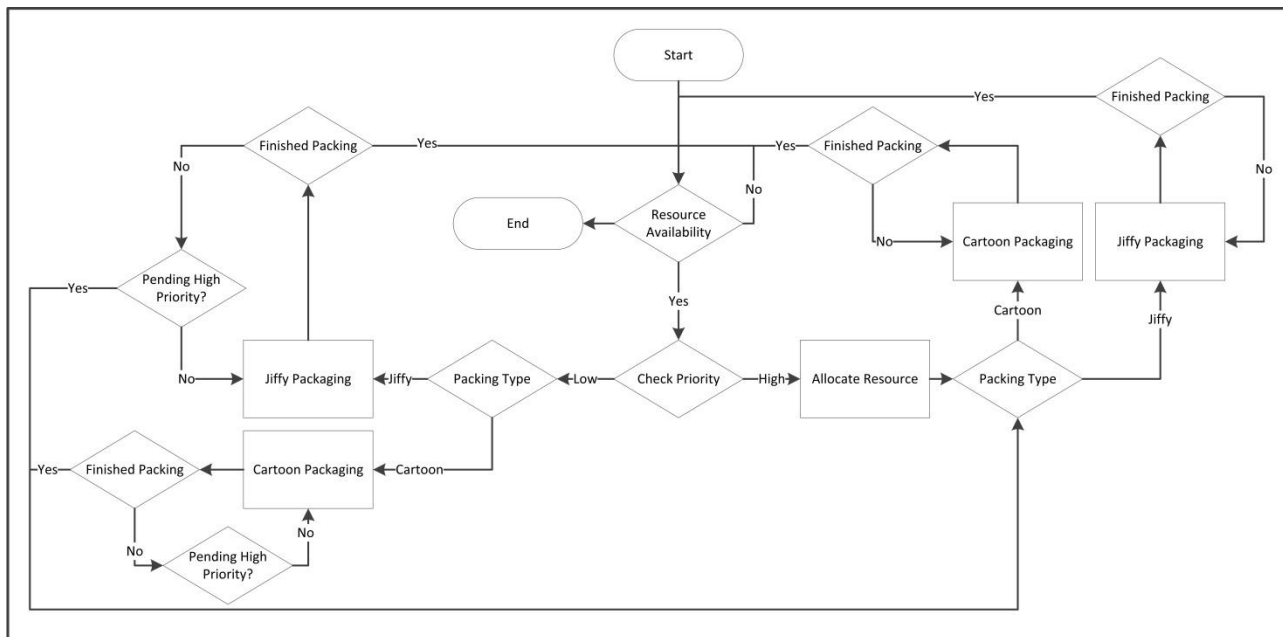 Start
Finished Packing
Yes
Finished Packing
Yes
Yes
Finished Packing
No
No
No
Resource
Availability
End
No
Cartoon Packaging
Jiffy Packaging
Pending High
Priority?
Yes
Yes
Cartoon
Jiffy
No
Jiffy Packaging
Jiffy
Packing Type
Low
Check Priority
High
Allocate Resource
Packing Type
Yes
Finished Packing
Cartoon Packaging
Cartoon
No
No
Pending High
Priority?